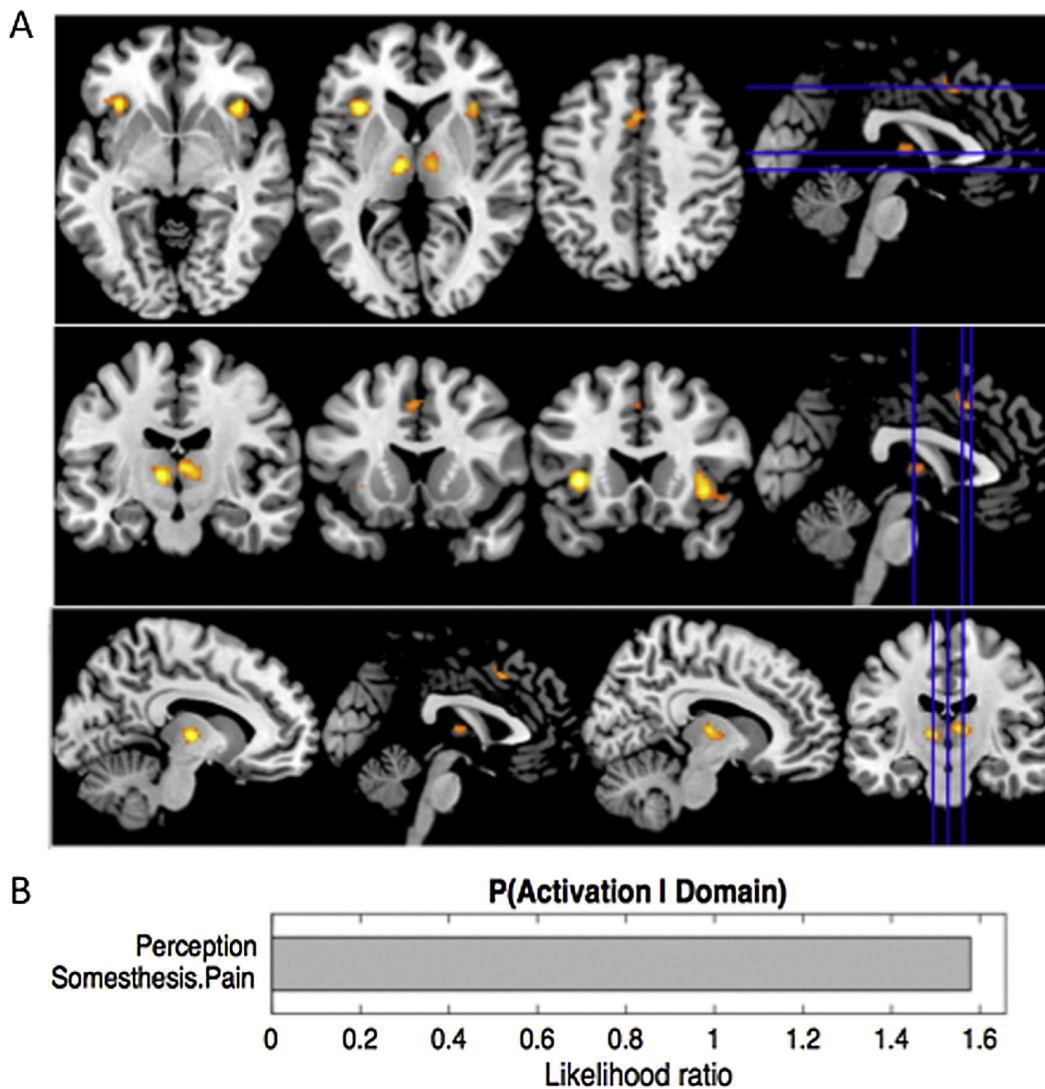 A
B
P(Activation I Domain)
Perception
Somesthesis.Pain
0 0.2 0.4 0.6 0.8 1 1.2 1.4 1.6
Likelihood ratio